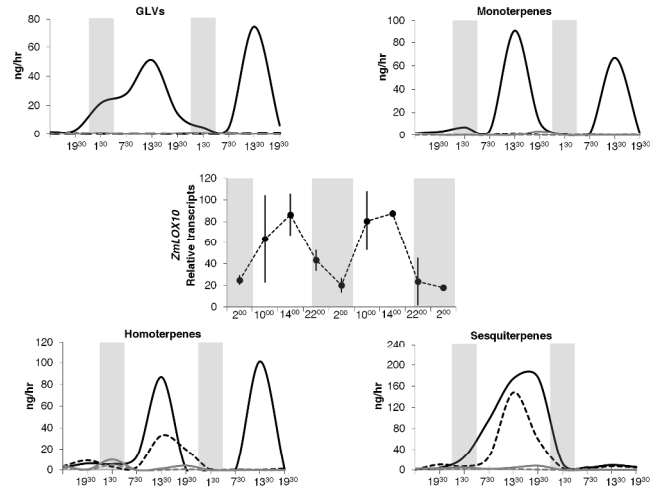 GLVs
ng/hr
80
60
40
20
0
19³⁰ 1³⁰ 7³⁰ 13³⁰ 19³⁰ 1³⁰ 7³⁰ 13³⁰ 19³⁰
Monoterpenes
ng/hr
100
80
60
40
20
0
19³⁰ 1³⁰ 7³⁰ 13³⁰ 19³⁰ 1³⁰ 7³⁰ 13³⁰ 19³⁰
ZmLOX10
Relative transcripts
120
100
80
60
40
20
0
2⁰⁰ 10⁰⁰ 14⁰⁰ 22⁰⁰ 2⁰⁰ 10⁰⁰ 14⁰⁰ 22⁰⁰ 2⁰⁰
Homoterpenes
ng/hr
120
100
80
60
40
20
0
19³⁰ 1³⁰ 7³⁰ 13³⁰ 19³⁰ 1³⁰ 7³⁰ 13³⁰ 19³⁰
Sesquiterpenes
ng/hr
240
200
160
120
80
40
0
19³⁰ 1³⁰ 7³⁰ 13³⁰ 19³⁰ 1³⁰ 7³⁰ 13³⁰ 19³⁰